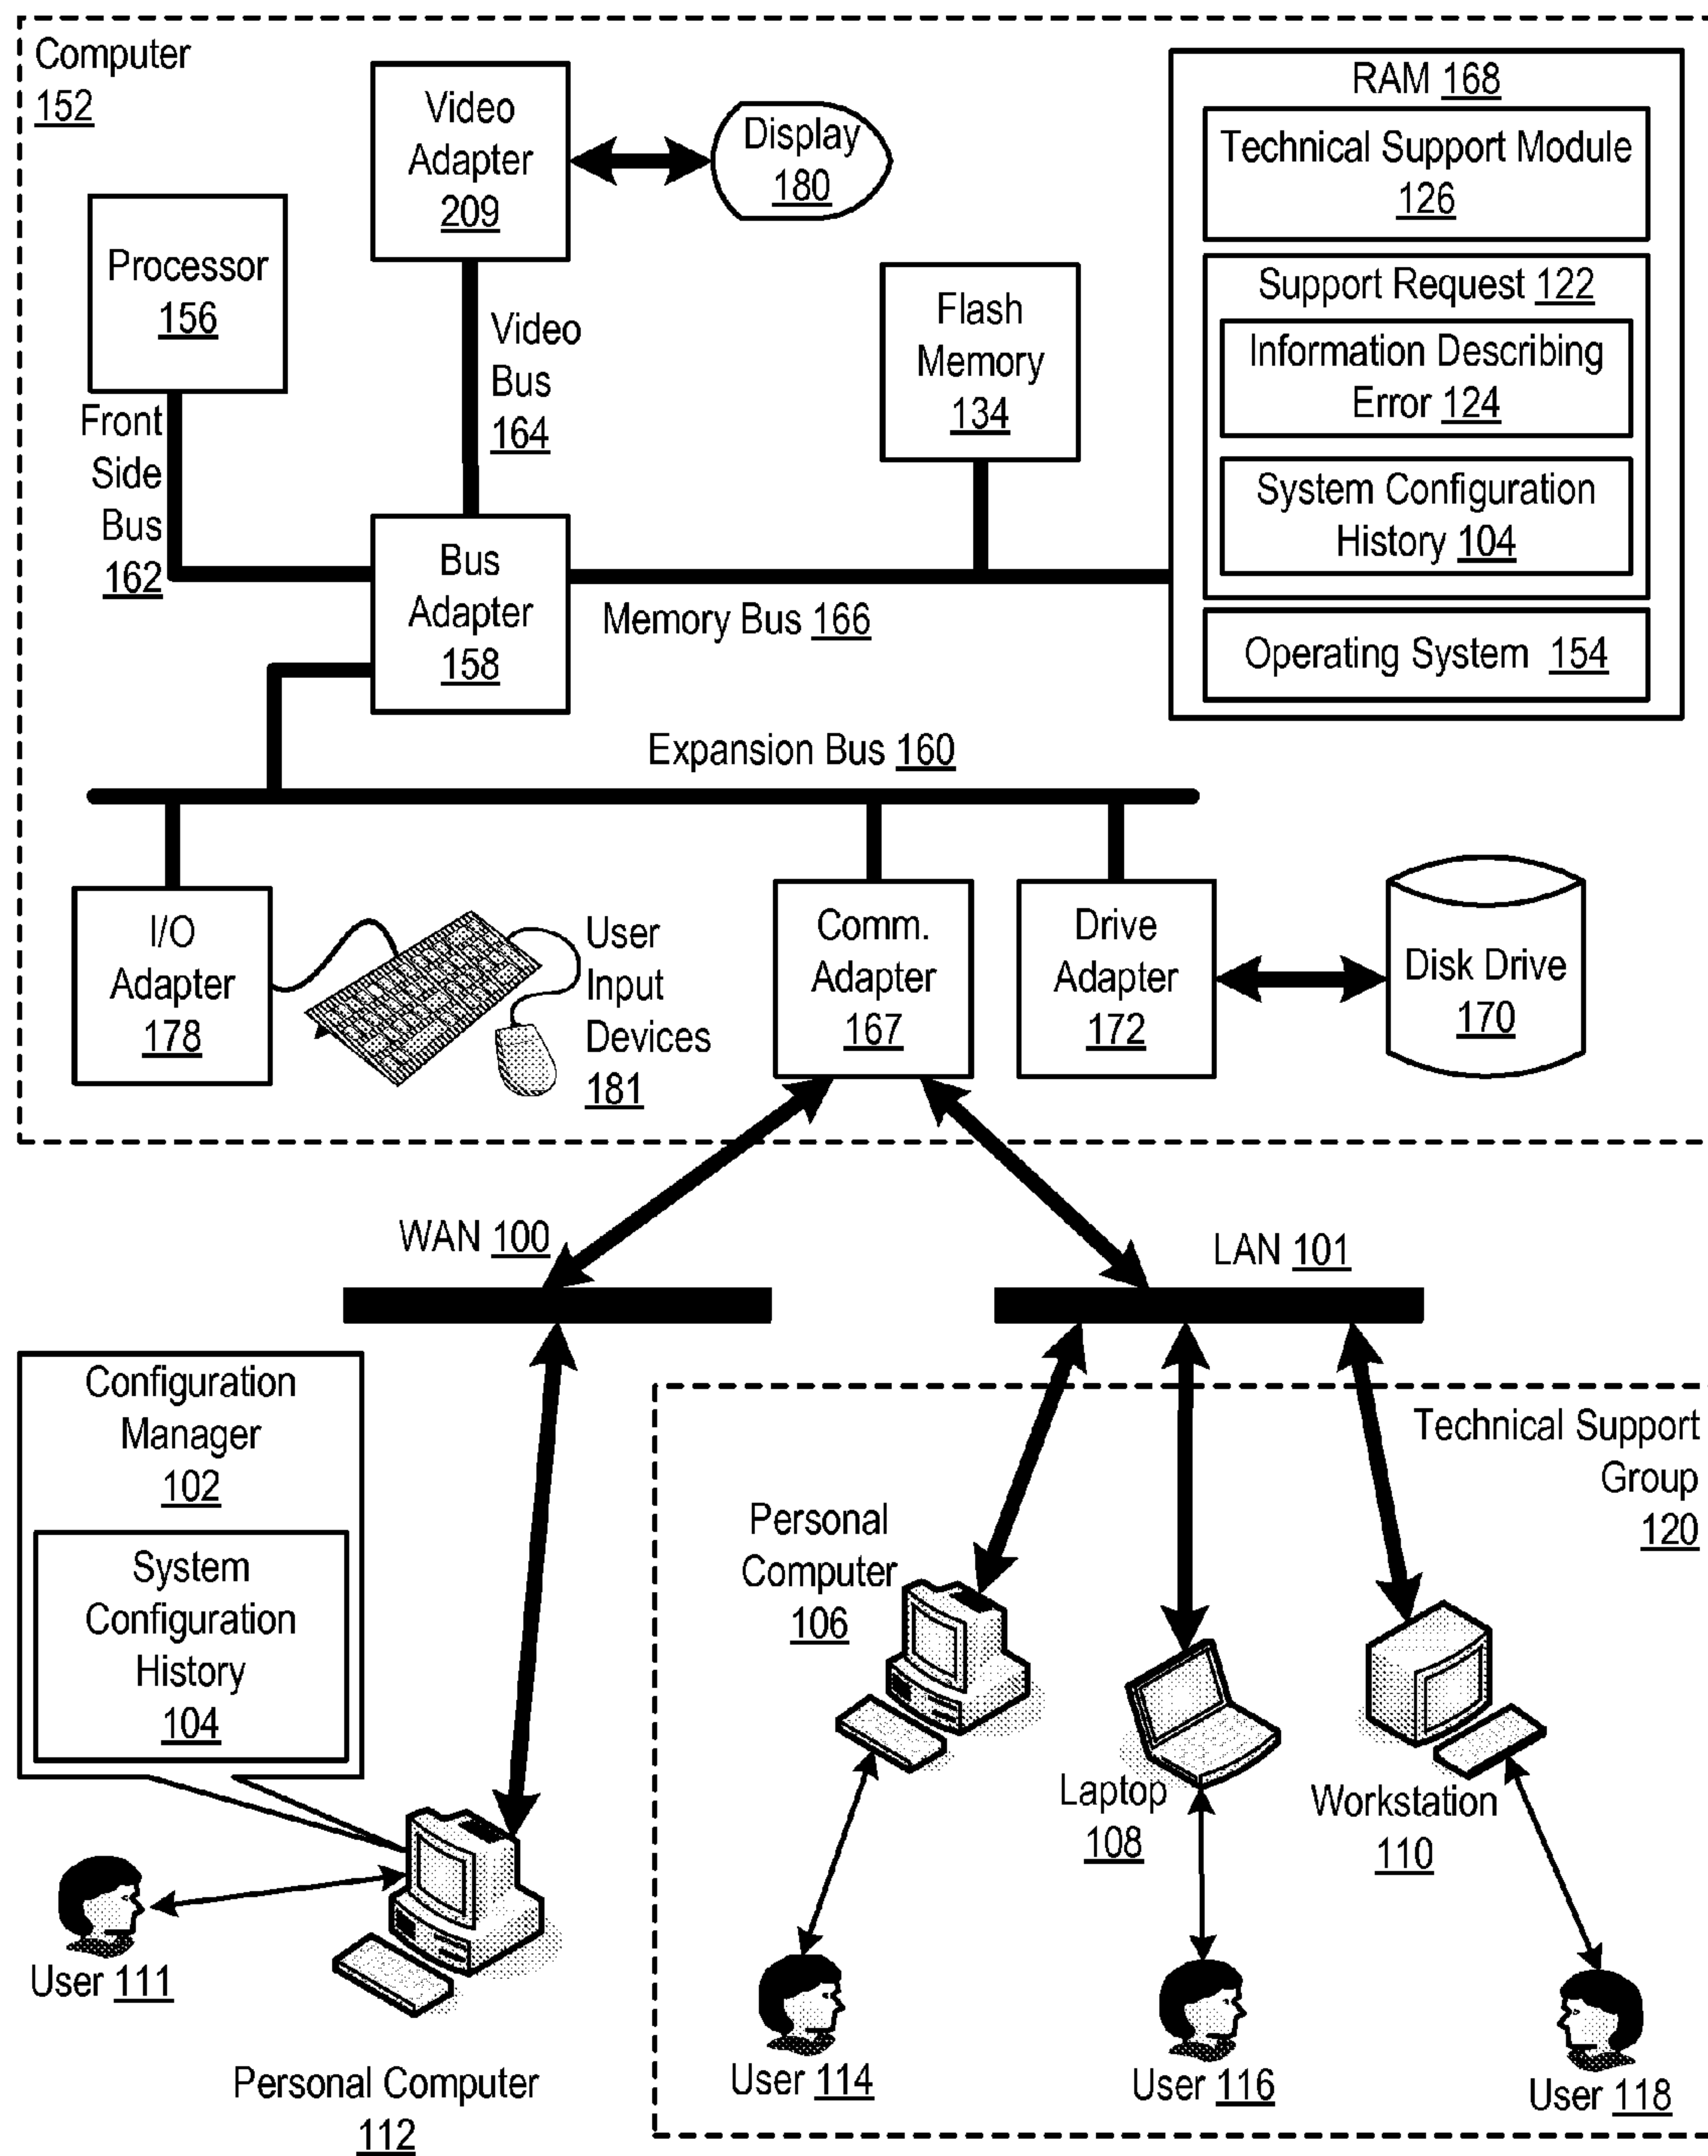 Computer
152
Video
Adapter
209
Display
180
RAM 168
Technical Support Module
126
Support Request 122
Information Describing
Error 124
System Configuration
History 104
Operating System 154
Processor
156
Flash
Memory
134
Video
Bus
164
Front
Side
Bus
162
Bus
Adapter
158
Memory Bus 166
Expansion Bus 160
I/O
Adapter
178
User
Input
Devices
181
Comm.
Adapter
167
Drive
Adapter
172
Disk Drive
170
WAN 100
LAN 101
Configuration
Manager
102
System
Configuration
History
104
Technical Support
Group
120
Personal
Computer
106
Laptop
108
Workstation
110
User 111
Personal Computer
112
User 114
User 116
User 118